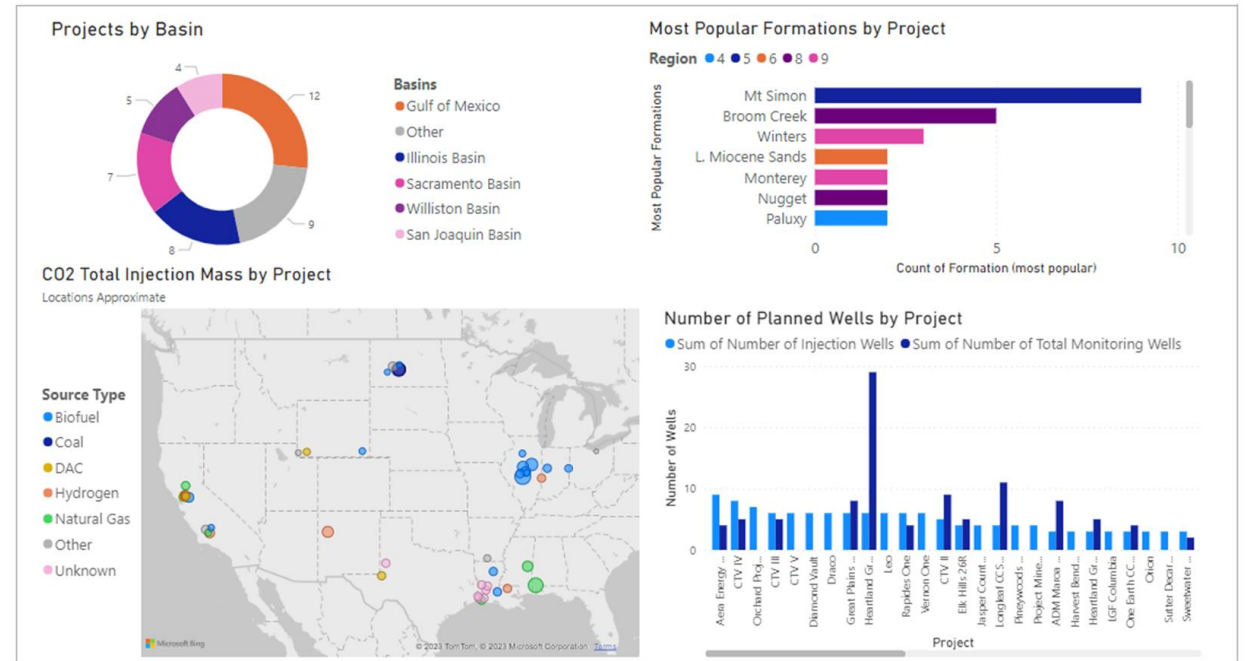 Projects by Basin
4
12
5
7
9
8
Basins
Gulf of Mexico
Other
Illinois Basin
Sacramento Basin
Williston Basin
San Joaquin Basin
Most Popular Formations by Project
Region 4 5 6 8 9
Most Popular Formations
Mt Simon
Broom Creek
Winters
L. Miocene Sands
Monterey
Nugget
Paluxy
0 5 10
Count of Formation (most popular)
CO2 Total Injection Mass by Project
Locations Approximate
Source Type
Biofuel
Coal
DAC
Hydrogen
Natural Gas
Other
Unknown
Microsoft Bing
© 2023 TomTom, © 2023 Microsoft Corporation Terms
Number of Planned Wells by Project
Sum of Number of Injection Wells Sum of Number of Total Monitoring Wells
Number of Wells
30
20
10
0
Aera Energy ...
CTV IV
Orchard Proj...
CTV III
CTV V
Diamond Vault
Draco
Great Plains ...
Heartland Gr...
Leo
Rapides One
Vernon One
CTV II
Elk Hills 26R
Jasper Count...
Longleaf CCS...
Pineywoods ...
Project Mine...
ADM Maroa ...
Harvest Bend...
Heartland Gr...
LGF Columbia
One Earth CC...
Orion
Sutter Decar...
Sweetwater ...
Project